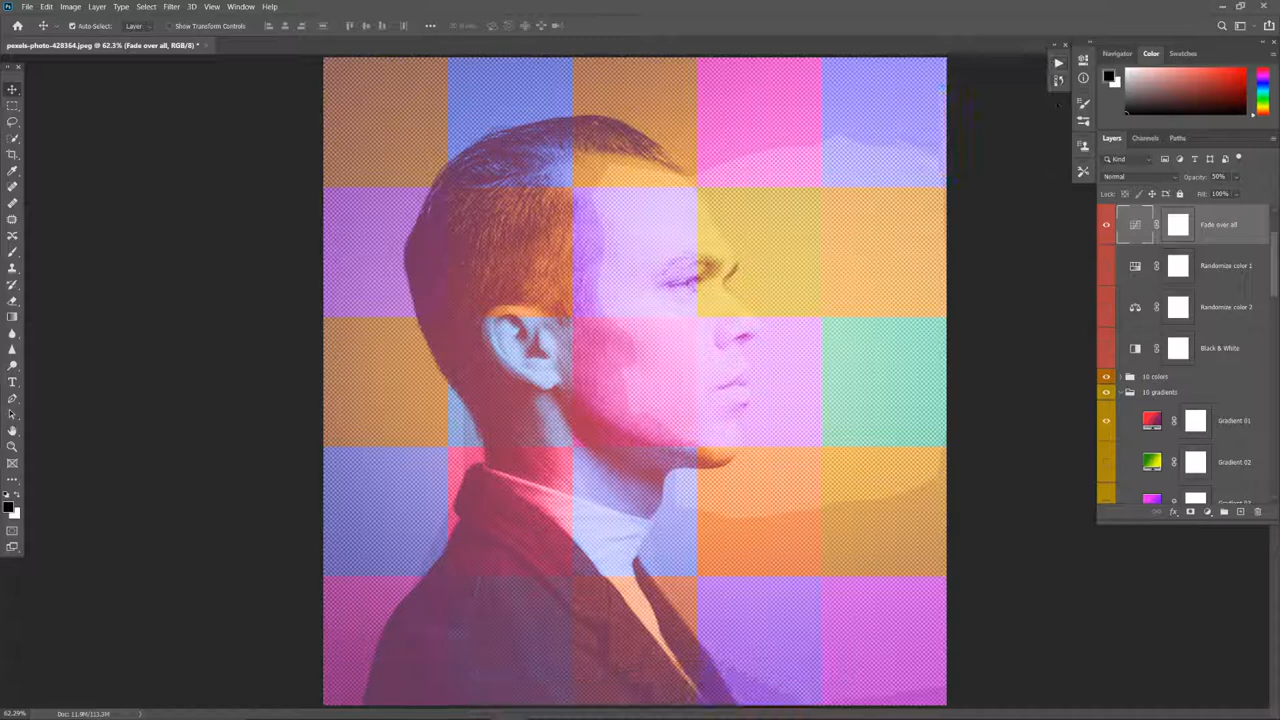 Ps File Edit Image Layer Type Select Filter 3D View Window Help
Auto-Select: Layer Show Transform Controls
pexels-photo-428364.jpeg @ 62.3% (Fade over all, RGB/8) *
Navigator Color Swatches
Layers Channels Paths
Kind
Normal Opacity: 50%
Lock: Fill: 100%
Fade over all
Randomize color 1
Randomize color 2
Black & White
10 colors
10 gradients
Gradient 01
Gradient 02
fx
62.29% Doc: 11.9M/113.3M